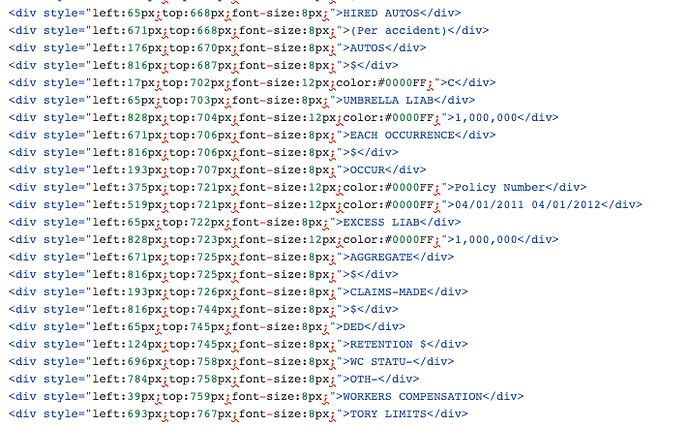 <div style="left:65px;top:668px;font-size:8px;">HIRED AUTOS</div>
<div style="left:671px;top:668px;font-size:8px;">(Per accident)</div>
<div style="left:176px;top:670px;font-size:8px;">AUTOS</div>
<div style="left:816px;top:687px;font-size:8px;">$</div>
<div style="left:17px;top:702px;font-size:12px;color:#0000FF;">C</div>
<div style="left:65px;top:703px;font-size:8px;">UMBRELLA LIAB</div>
<div style="left:828px;top:704px;font-size:12px;color:#0000FF;">1,000,000</div>
<div style="left:671px;top:706px;font-size:8px;">EACH OCCURRENCE</div>
<div style="left:816px;top:706px;font-size:8px;">$</div>
<div style="left:193px;top:707px;font-size:8px;">OCCUR</div>
<div style="left:375px;top:721px;font-size:12px;color:#0000FF;">Policy Number</div>
<div style="left:519px;top:721px;font-size:12px;color:#0000FF;">04/01/2011 04/01/2012</div>
<div style="left:65px;top:722px;font-size:8px;">EXCESS LIAB</div>
<div style="left:828px;top:723px;font-size:12px;color:#0000FF;">1,000,000</div>
<div style="left:671px;top:725px;font-size:8px;">AGGREGATE</div>
<div style="left:816px;top:725px;font-size:8px;">$</div>
<div style="left:193px;top:726px;font-size:8px;">CLAIMS-MADE</div>
<div style="left:816px;top:744px;font-size:8px;">$</div>
<div style="left:65px;top:745px;font-size:8px;">DED</div>
<div style="left:124px;top:745px;font-size:8px;">RETENTION $</div>
<div style="left:696px;top:758px;font-size:8px;">WC STATU-</div>
<div style="left:784px;top:758px;font-size:8px;">OTH-</div>
<div style="left:39px;top:759px;font-size:8px;">WORKERS COMPENSATION</div>
<div style="left:693px;top:767px;font-size:8px;">TORY LIMITS</div>